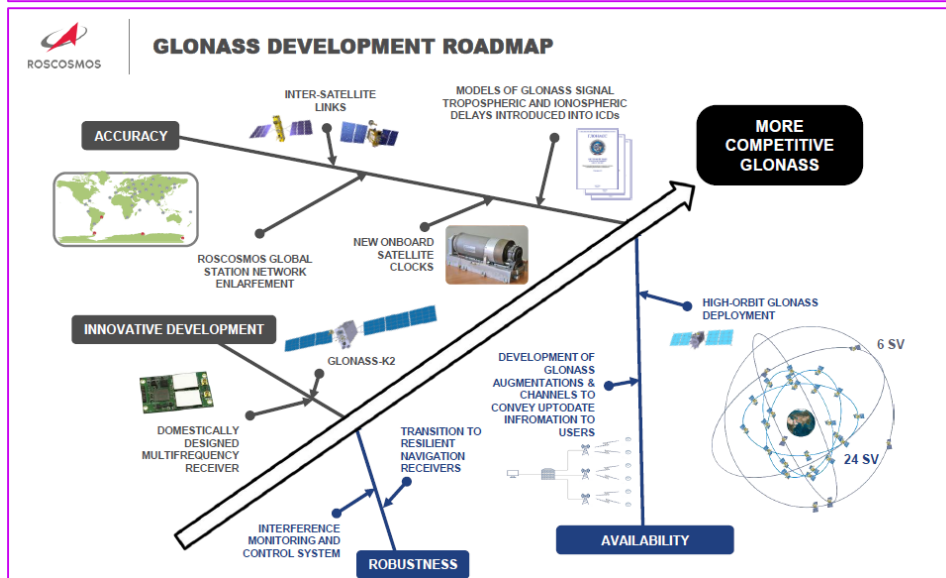 ROSCOSMOS
GLONASS DEVELOPMENT ROADMAP
ACCURACY
INTER-SATELLITE
LINKS
MODELS OF GLONASS SIGNAL
TROPOSPHERIC AND IONOSPHERIC
DELAYS INTRODUCED INTO ICDs
MORE
COMPETITIVE
GLONASS
ROSCOSMOS GLOBAL
STATION NETWORK
ENLARFEMENT
NEW ONBOARD
SATELLITE
CLOCKS
INNOVATIVE DEVELOPMENT
GLONASS-K2
DOMESTICALLY
DESIGNED
MULTIFREQUENCY
RECEIVER
TRANSITION TO
RESILIENT
NAVIGATION
RECEIVERS
INTERFERENCE
MONITORING AND
CONTROL SYSTEM
ROBUSTNESS
HIGH-ORBIT GLONASS
DEPLOYMENT
DEVELOPMENT OF
GLONASS
AUGMENTATIONS &
CHANNELS TO
CONVEY UPTODATE
INFROMATION TO
USERS
6 SV
24 SV
AVAILABILITY